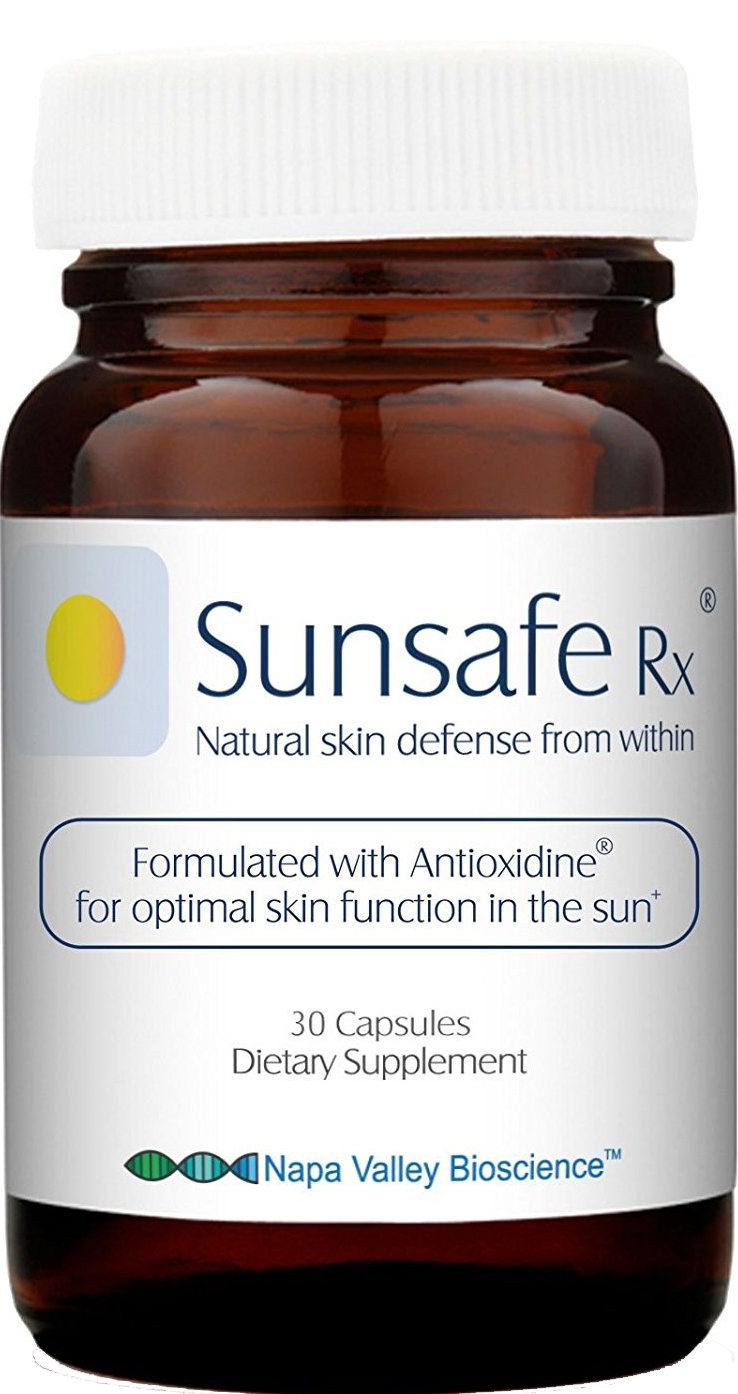 Sunsafe Rx®
Natural skin defense from within
Formulated with Antioxidine®
for optimal skin function in the sun⁺
30 Capsules
Dietary Supplement
Napa Valley Bioscience™